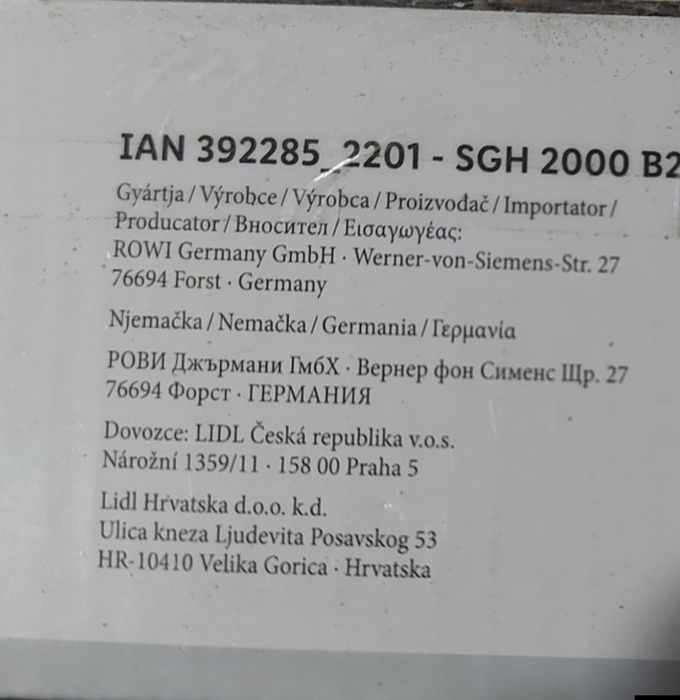 IAN 392285_2201 - SGH 2000 B2
Gyártja / Výrobce / Výrobca / Proizvođač / Importator /
Producator / Вносител / Εισαγωγέας:
ROWI Germany GmbH · Werner-von-Siemens-Str. 27
76694 Forst · Germany
Njemačka / Nemačka / Germania / Γερμανία
РОВИ Джърмани ГмбХ · Вернер фон Сименс Щр. 27
76694 Форст · ГЕРМАНИЯ
Dovozce: LIDL Česká republika v.o.s.
Nárožní 1359/11 · 158 00 Praha 5
Lidl Hrvatska d.o.o. k.d.
Ulica kneza Ljudevita Posavskog 53
HR-10410 Velika Gorica · Hrvatska